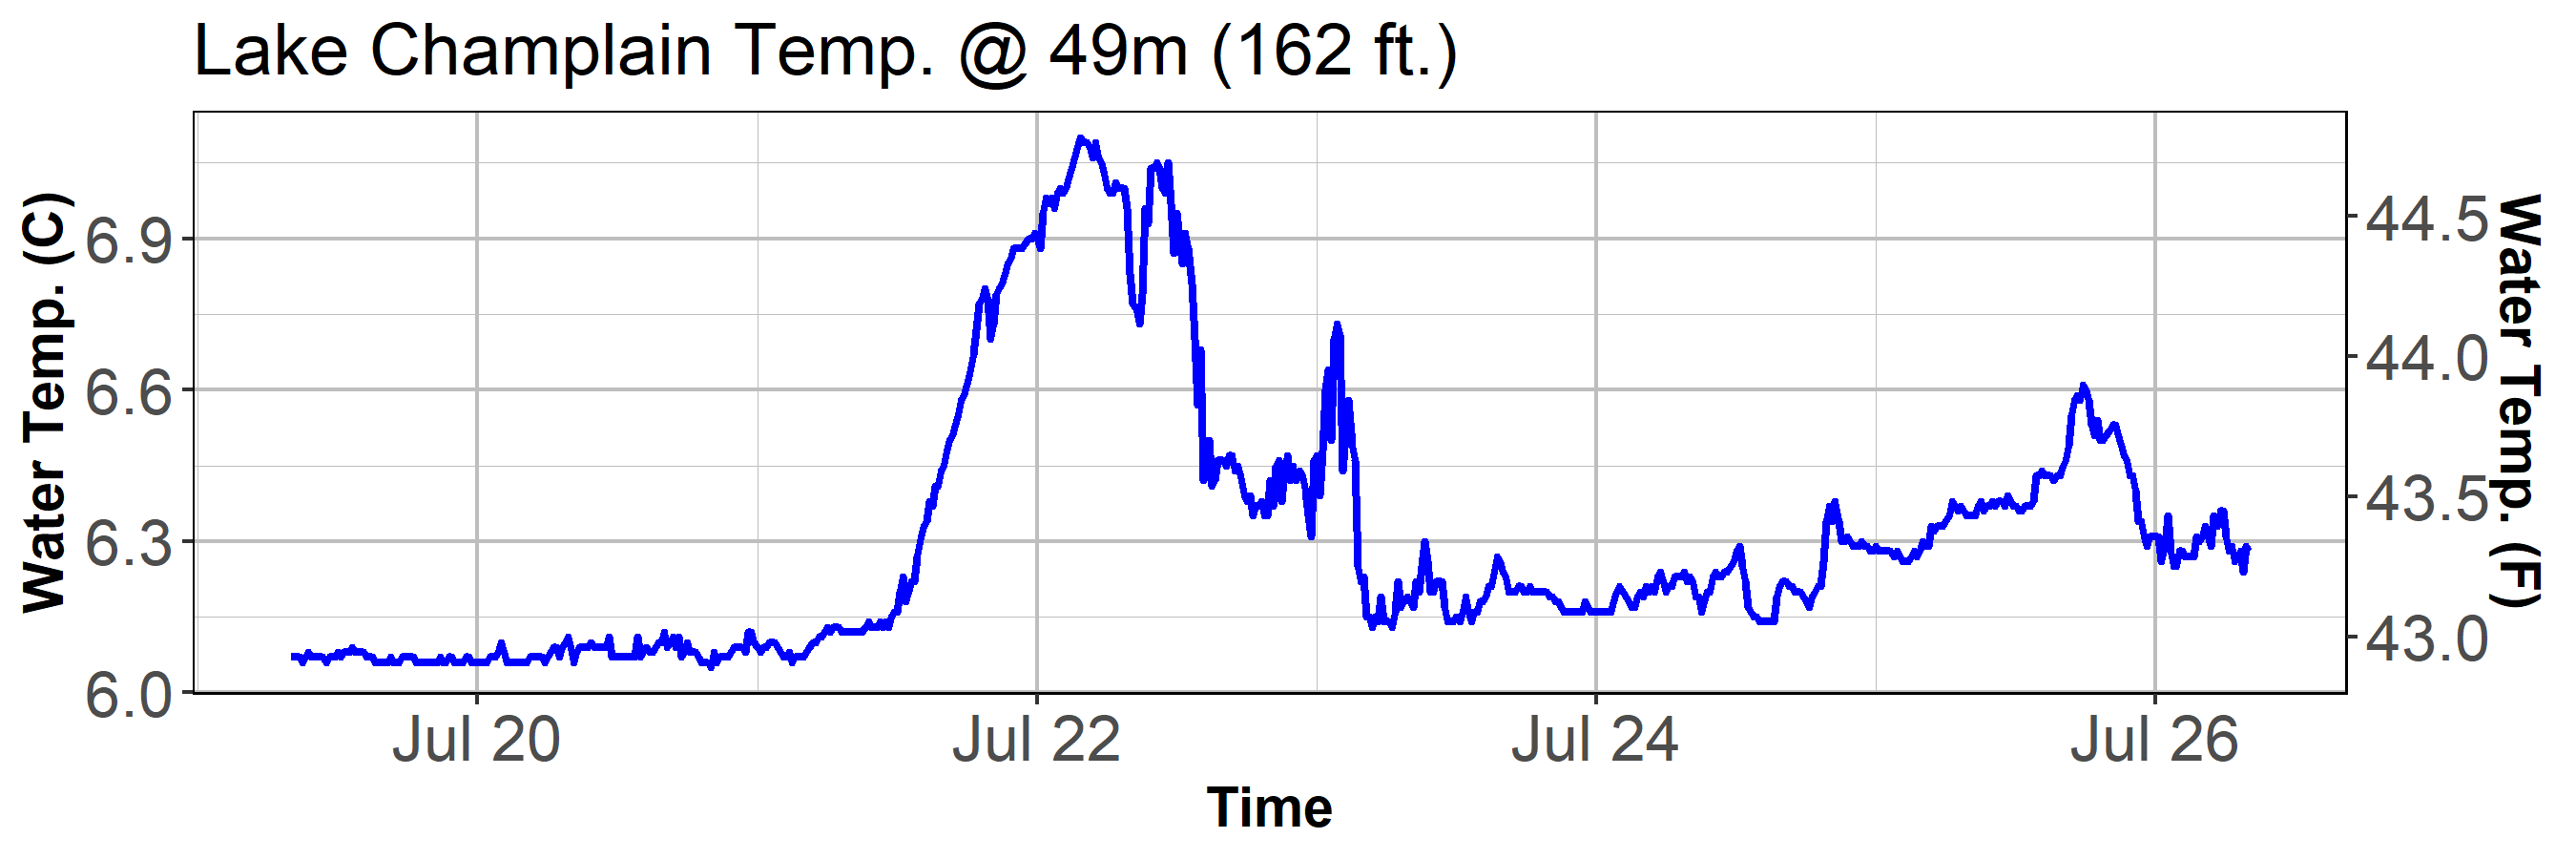 Lake Champlain Temp. @ 49m (162 ft.)
Water Temp. (C)
6.9
6.6
6.3
6.0
44.5
44.0
43.5
43.0
Water Temp. (F)
Jul 20 Jul 22 Jul 24 Jul 26
Time